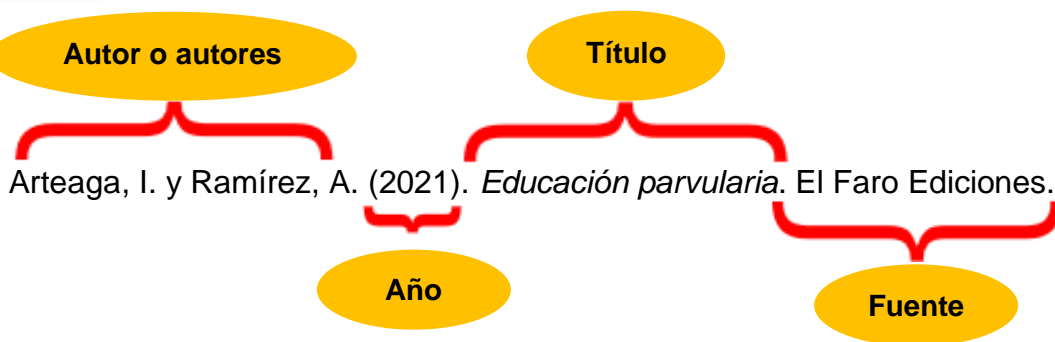 Autor o autores
Título
Arteaga, I. y Ramírez, A. (2021). Educación parvularia. El Faro Ediciones.
Año
Fuente